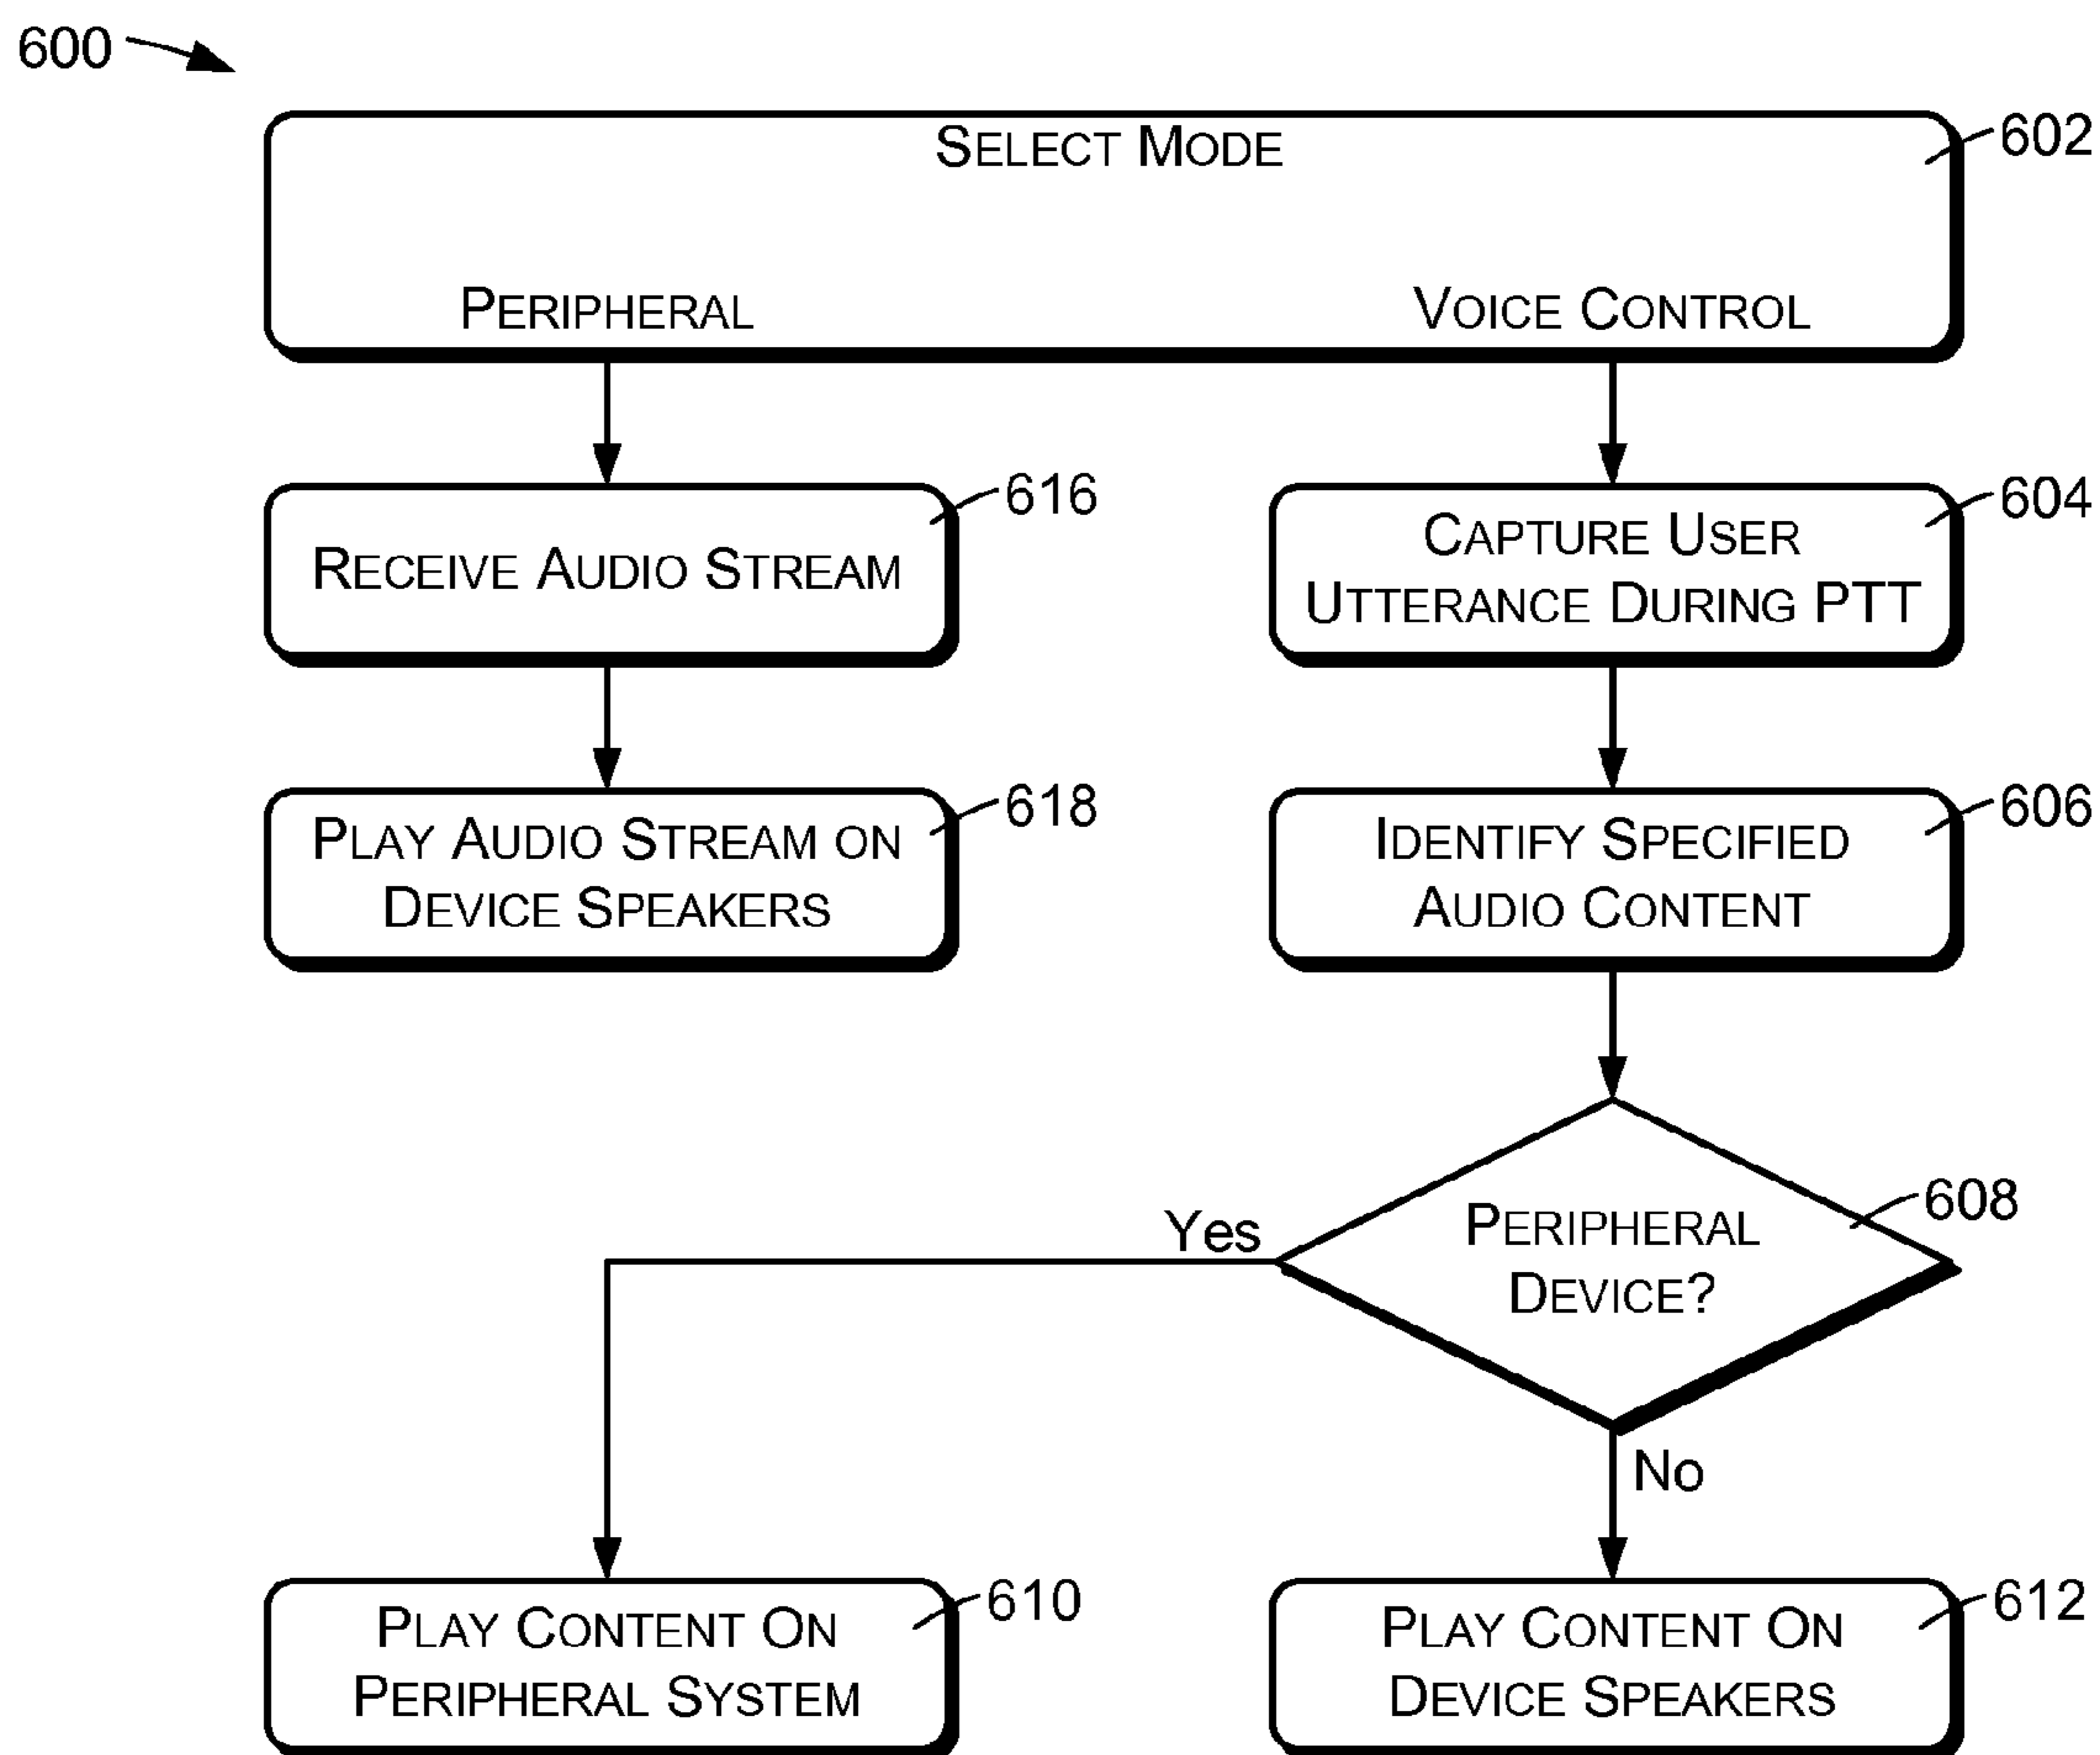 600
SELECT MODE
602
PERIPHERAL
VOICE CONTROL
616
RECEIVE AUDIO STREAM
604
CAPTURE USER
UTTERANCE DURING PTT
618
PLAY AUDIO STREAM ON
DEVICE SPEAKERS
606
IDENTIFY SPECIFIED
AUDIO CONTENT
608
PERIPHERAL
DEVICE?
Yes
No
610
PLAY CONTENT ON
PERIPHERAL SYSTEM
612
PLAY CONTENT ON
DEVICE SPEAKERS